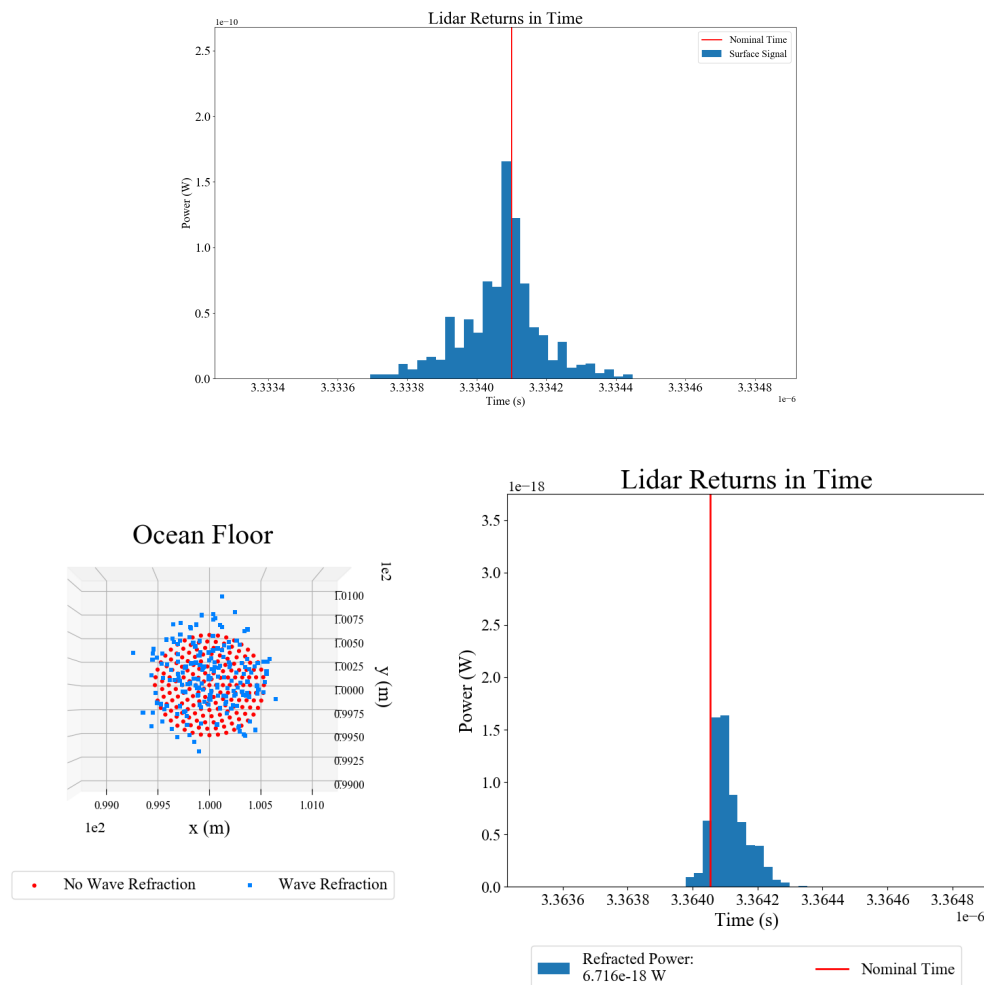 Lidar Returns in Time
1e−10
Nominal Time
Surface Signal
2.5
2.0
1.5
1.0
0.5
0.0
Power (W)
3.3334 3.3336 3.3338 3.3340 3.3342 3.3344 3.3346 3.3348
Time (s)
1e−6
Ocean Floor
1e2
1.0100
1.0075
1.0050
1.0025
1.0000
0.9975
0.9950
0.9925
0.9900
y (m)
0.990 0.995 1.000 1.005 1.010
1e2
x (m)
No Wave Refraction Wave Refraction
Lidar Returns in Time
1e−18
3.5
3.0
2.5
2.0
1.5
1.0
0.5
0.0
Power (W)
3.3636 3.3638 3.3640 3.3642 3.3644 3.3646 3.3648
Time (s)
1e−6
Refracted Power:
6.716e-18 W
Nominal Time